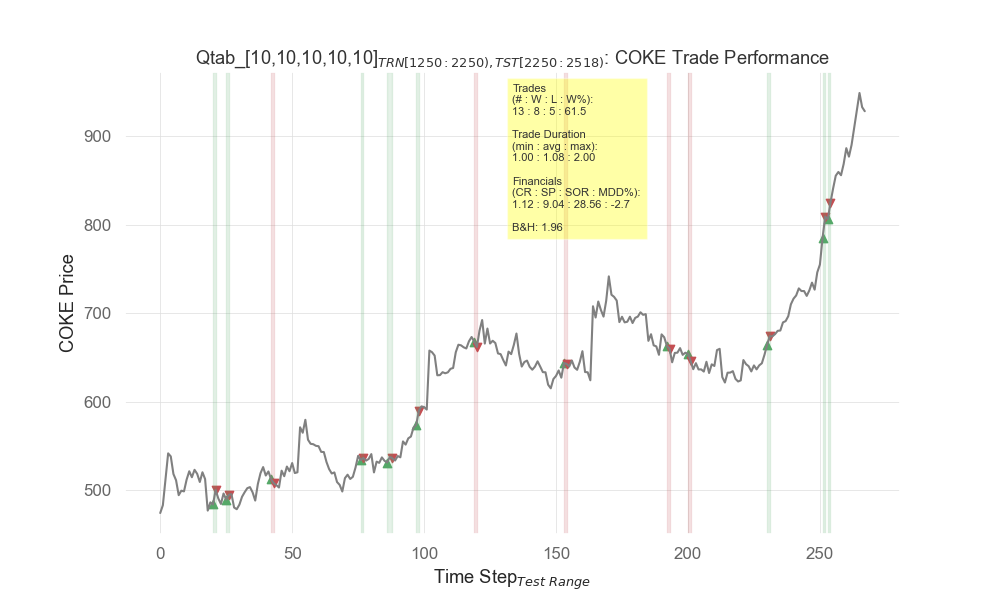 Qtab_[10,10,10,10,10]TRN[1250:2250),TST[2250:2518): COKE Trade Performance
Trades
(# : W : L : W%):
13 : 8 : 5 : 61.5
Trade Duration
(min : avg : max):
1.00 : 1.08 : 2.00
Financials
(CR : SP : SOR : MDD%):
1.12 : 9.04 : 28.56 : -2.7
B&H: 1.96
COKE Price
900
800
700
600
500
0 50 100 150 200 250
Time StepTest Range